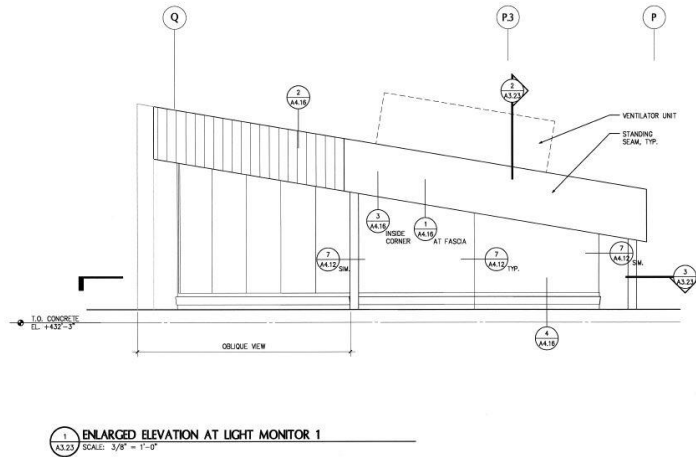 Q
P.3
P
2
A4.16
2
A3.23
VENTILATOR UNIT
STANDING
SEAM, TYP.
3
A4.16
INSIDE
CORNER
1
A4.16
AT FASCIA
7
A4.12
SIM.
7
A4.12
TYP.
7
A4.12
SIM.
3
A3.23
T.O. CONCRETE
EL. +432'-3"
OBLIQUE VIEW
4
A4.16
1
A3.23
ENLARGED ELEVATION AT LIGHT MONITOR 1
SCALE: 3/8" = 1'-0"